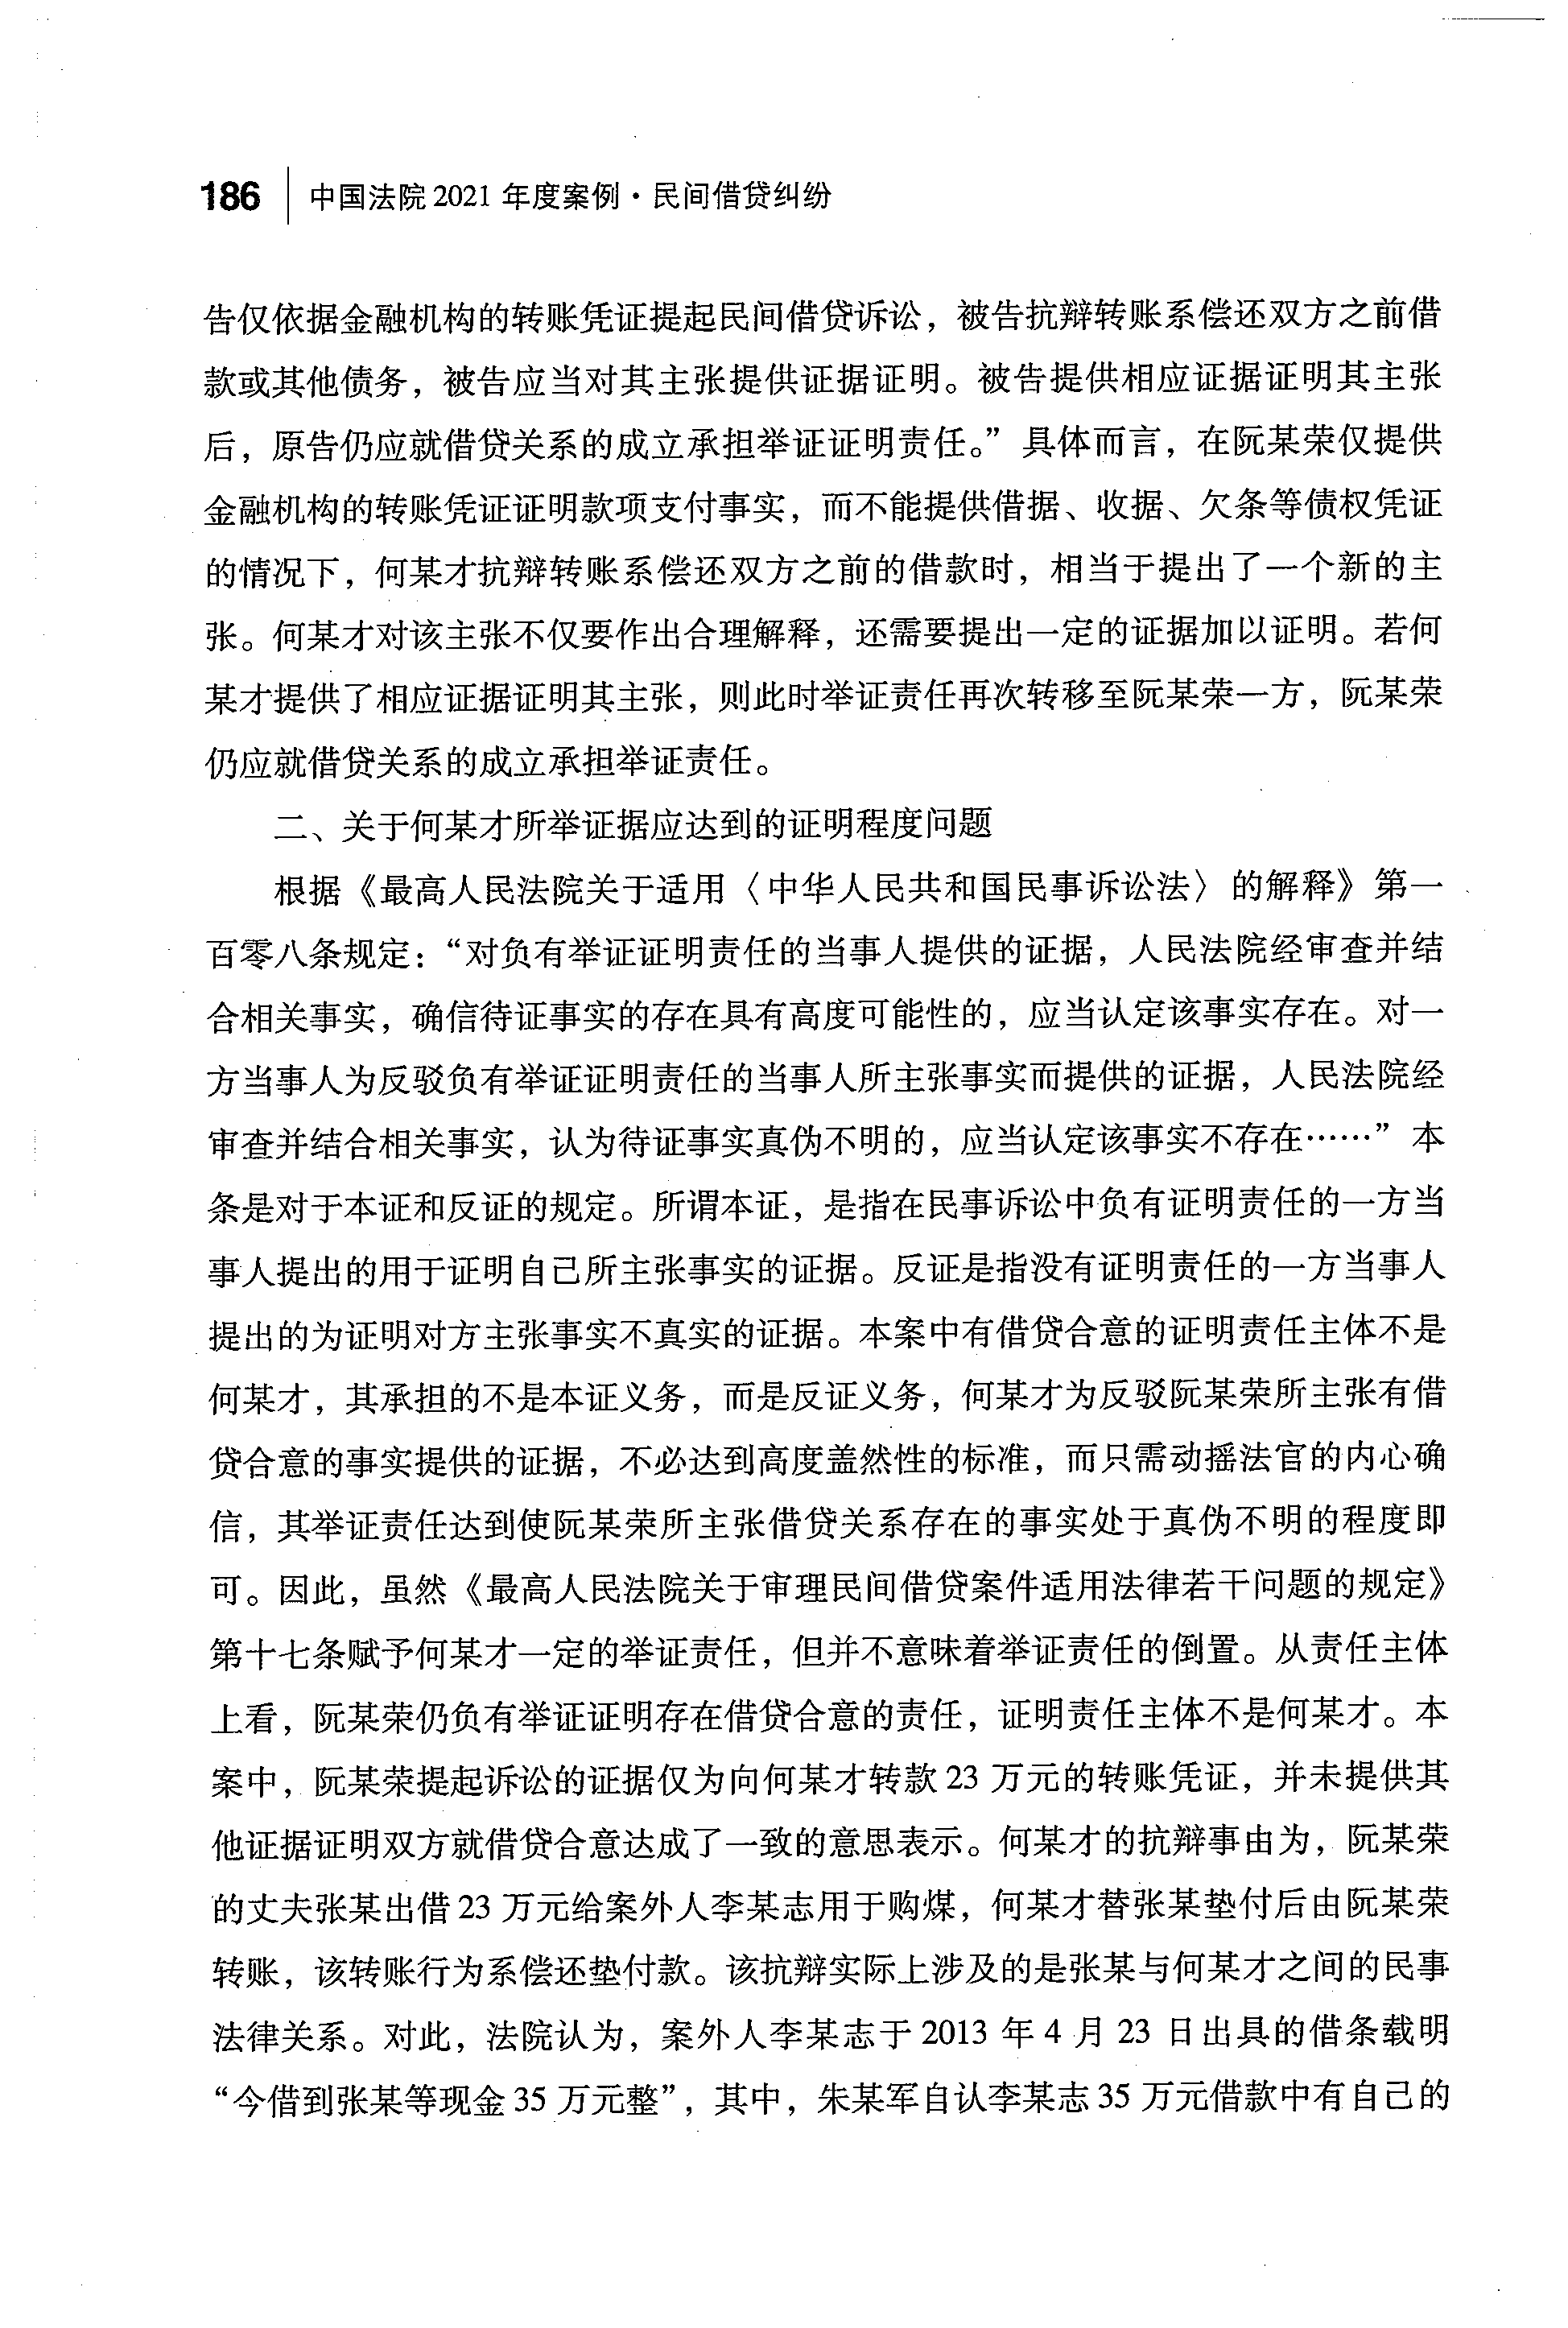 186 中国法院2021年度案例·民间借贷纠纷
告仅依据金融机构的转账凭证提起民间借贷诉讼，被告抗辩转账系偿还双方之前借
款或其他债务，被告应当对其主张提供证据证明。被告提供相应证据证明其主张
后，原告仍应就借贷关系的成立承担举证证明责任。”具体而言，在阮某荣仅提供
金融机构的转账凭证证明款项支付事实，而不能提供借据、收据、欠条等债权凭证
的情况下，何某才抗辩转账系偿还双方之前的借款时，相当于提出了一个新的主
张。何某才对该主张不仅要作出合理解释，还需要提出一定的证据加以证明。若何
某才提供了相应证据证明其主张，则此时举证责任再次转移至阮某荣一方，阮某荣
仍应就借贷关系的成立承担举证责任。
二、关于何某才所举证据应达到的证明程度问题
根据《最高人民法院关于适用〈中华人民共和国民事诉讼法〉的解释》第一
百零八条规定：“对负有举证证明责任的当事人提供的证据，人民法院经审查并结
合相关事实，确信待证事实的存在具有高度可能性的，应当认定该事实存在。对一
方当事人为反驳负有举证证明责任的当事人所主张事实而提供的证据，人民法院经
审查并结合相关事实，认为待证事实真伪不明的，应当认定该事实不存在……”本
条是对于本证和反证的规定。所谓本证，是指在民事诉讼中负有证明责任的一方当
事人提出的用于证明自己所主张事实的证据。反证是指没有证明责任的一方当事人
提出的为证明对方主张事实不真实的证据。本案中有借贷合意的证明责任主体不是
何某才，其承担的不是本证义务，而是反证义务，何某才为反驳阮某荣所主张有借
贷合意的事实提供的证据，不必达到高度盖然性的标准，而只需动摇法官的内心确
信，其举证责任达到使阮某荣所主张借贷关系存在的事实处于真伪不明的程度即
可。因此，虽然《最高人民法院关于审理民间借贷案件适用法律若干问题的规定》
第十七条赋予何某才一定的举证责任，但并不意味着举证责任的倒置。从责任主体
上看，阮某荣仍负有举证证明存在借贷合意的责任，证明责任主体不是何某才。本
案中，阮某荣提起诉讼的证据仅为向何某才转款23万元的转账凭证，并未提供其
他证据证明双方就借贷合意达成了一致的意思表示。何某才的抗辩事由为，阮某荣
的丈夫张某出借23万元给案外人李某志用于购煤，何某才替张某垫付后由阮某荣
转账，该转账行为系偿还垫付款。该抗辩实际上涉及的是张某与何某才之间的民事
法律关系。对此，法院认为，案外人李某志于2013年4月23日出具的借条载明
“今借到张某等现金35万元整”，其中，朱某军自认李某志35万元借款中有自己的